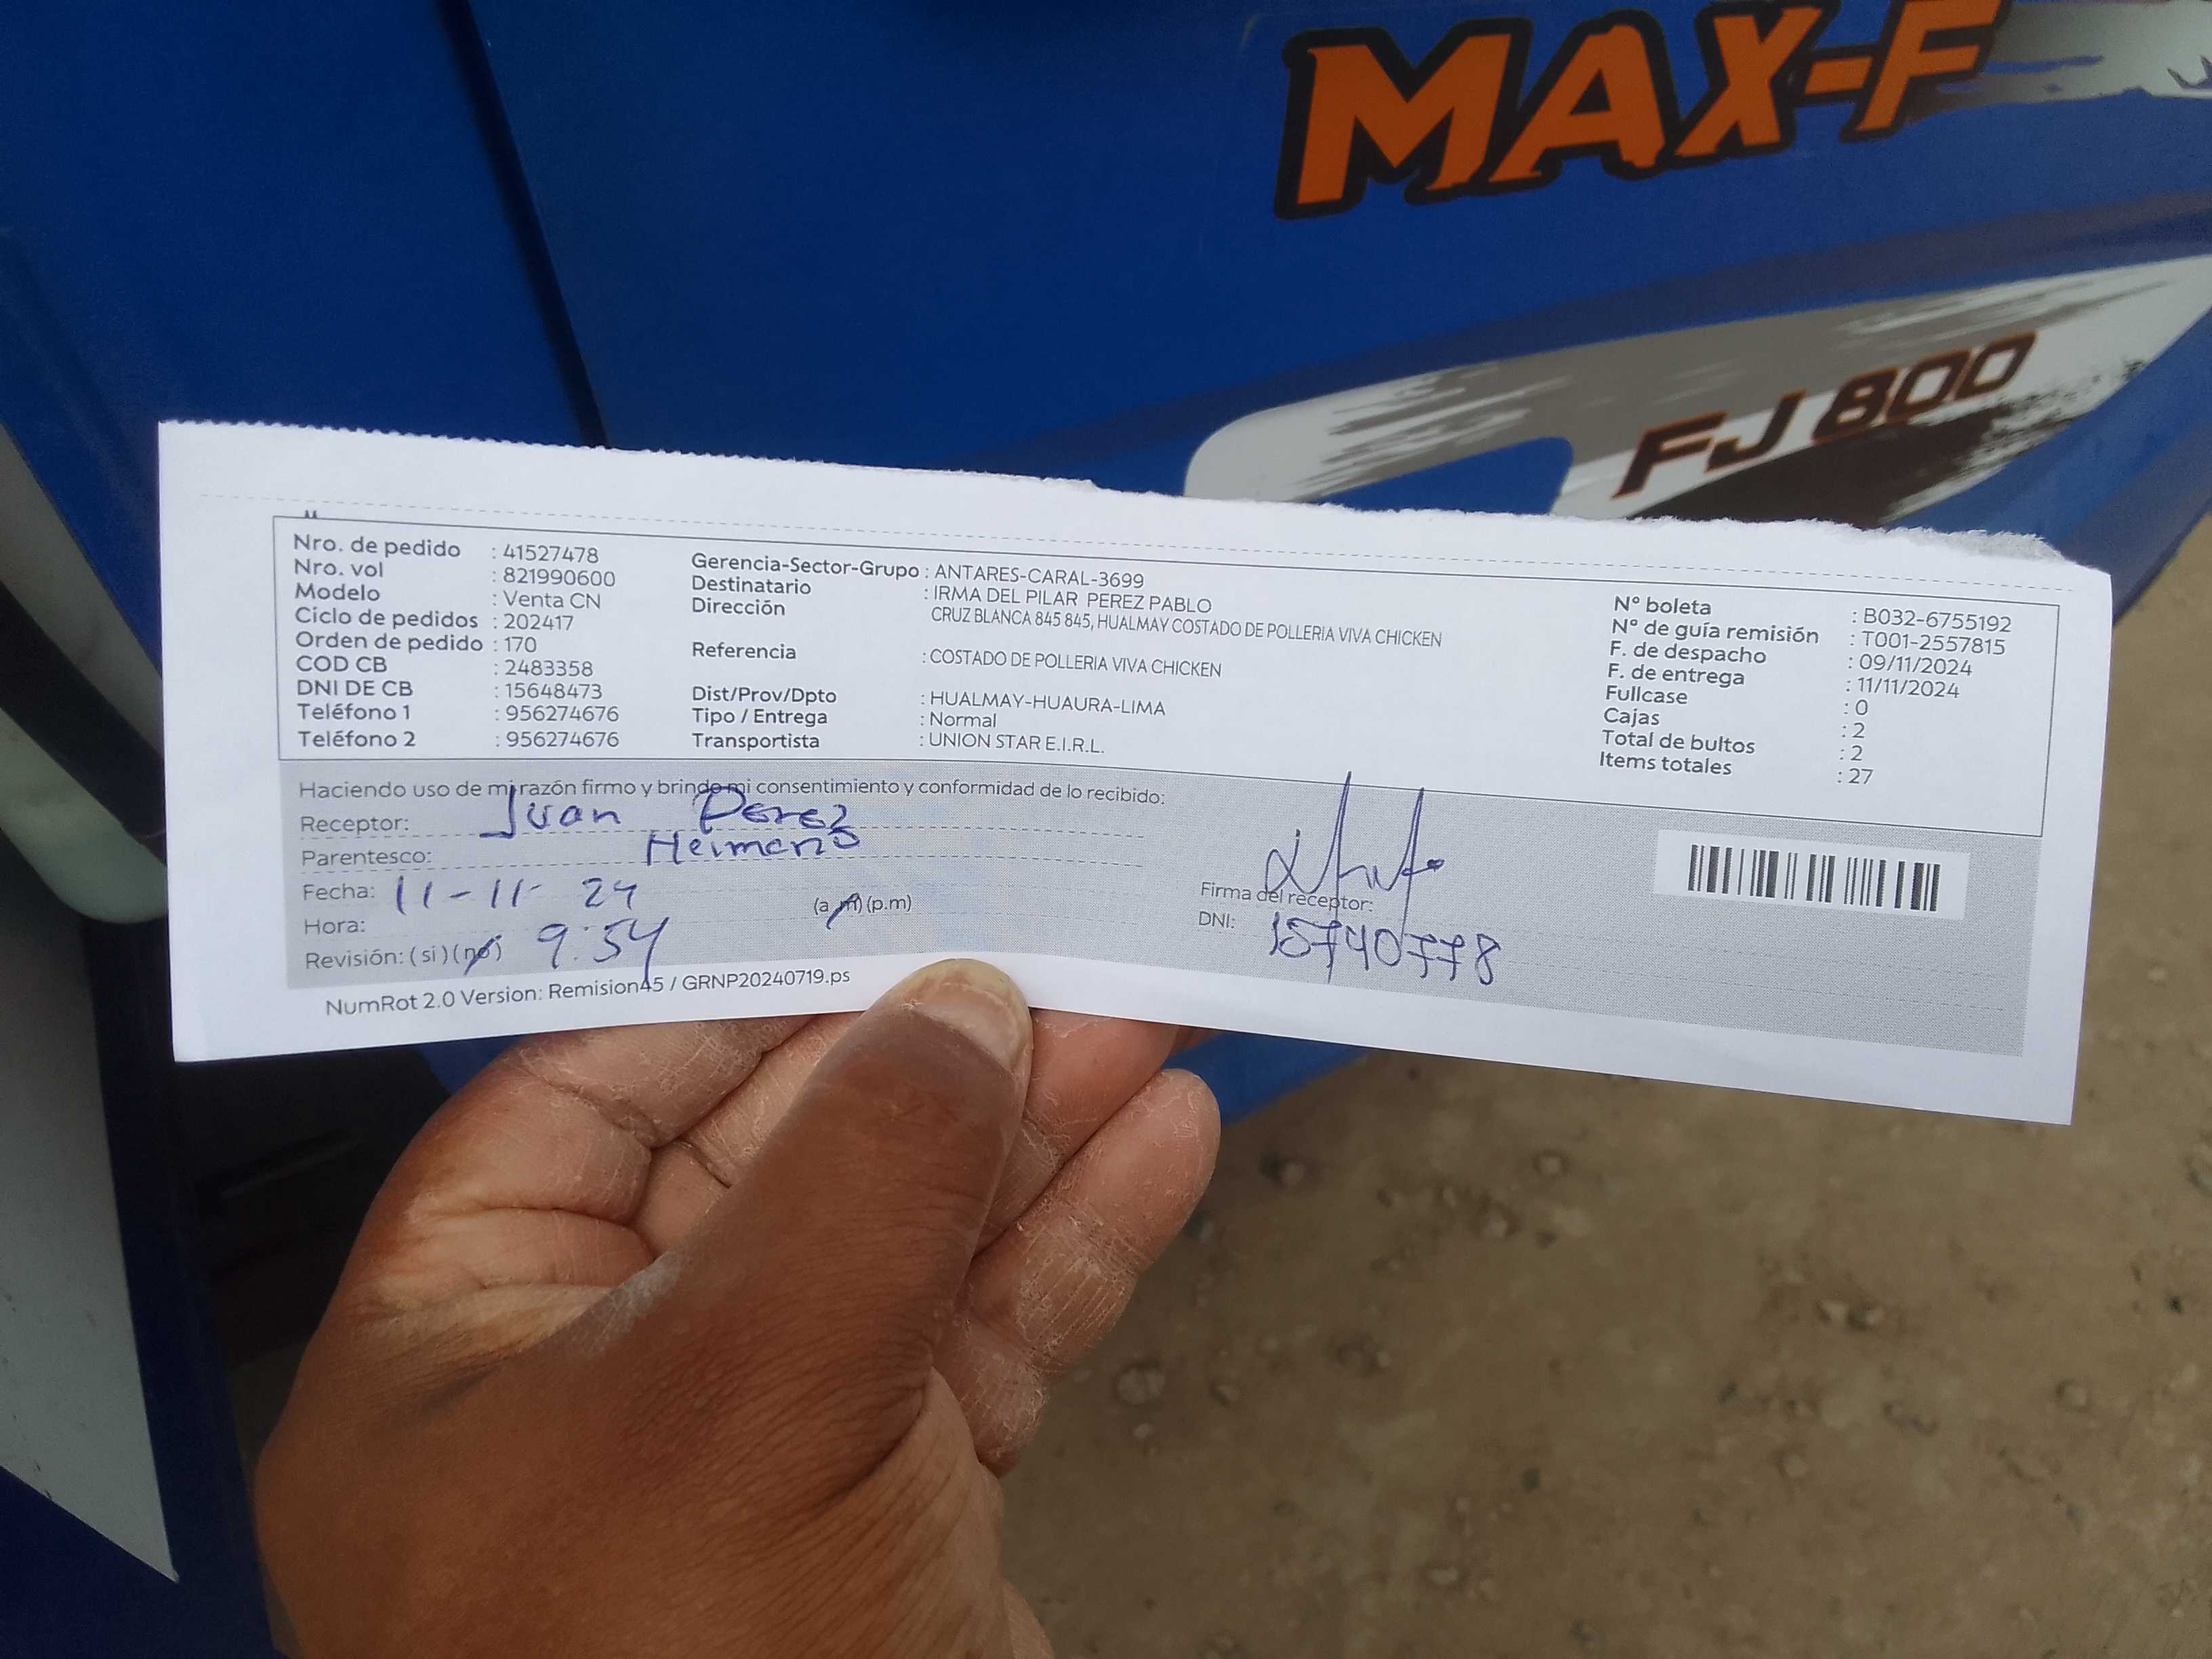 MAX-F
FJ 800
Nro. de pedido : 41527478
Nro. vol : 821990600
Modelo : Venta CN
Ciclo de pedidos : 202417
Orden de pedido : 170
COD CB : 2483358
DNI DE CB : 15648473
Teléfono 1 : 956274676
Teléfono 2 : 956274676
Gerencia-Sector-Grupo : ANTARES-CARAL-3699
Destinatario : IRMA DEL PILAR PEREZ PABLO
Dirección CRUZ BLANCA 845 845, HUALMAY COSTADO DE POLLERIA VIVA CHICKEN
Referencia : COSTADO DE POLLERIA VIVA CHICKEN
Dist/Prov/Dpto : HUALMAY-HUAURA-LIMA
Tipo / Entrega : Normal
Transportista : UNION STAR E.I.R.L.
N° boleta : B032-6755192
N° de guía remisión : T001-2557815
F. de despacho : 09/11/2024
F. de entrega : 11/11/2024
Fullcase : 0
Cajas : 2
Total de bultos : 2
Items totales : 27
Haciendo uso de mi razón firmo y brindo mi consentimiento y conformidad de lo recibido:
Receptor: Juan Perez
Parentesco: Hermano
Fecha: 11-11-24
Hora: 9:54 (a.m) (p.m)
Revisión: (si) (no)
Firma del receptor:
DNI: 15740778
NumRot 2.0 Version: Remision45 / GRNP20240719.ps